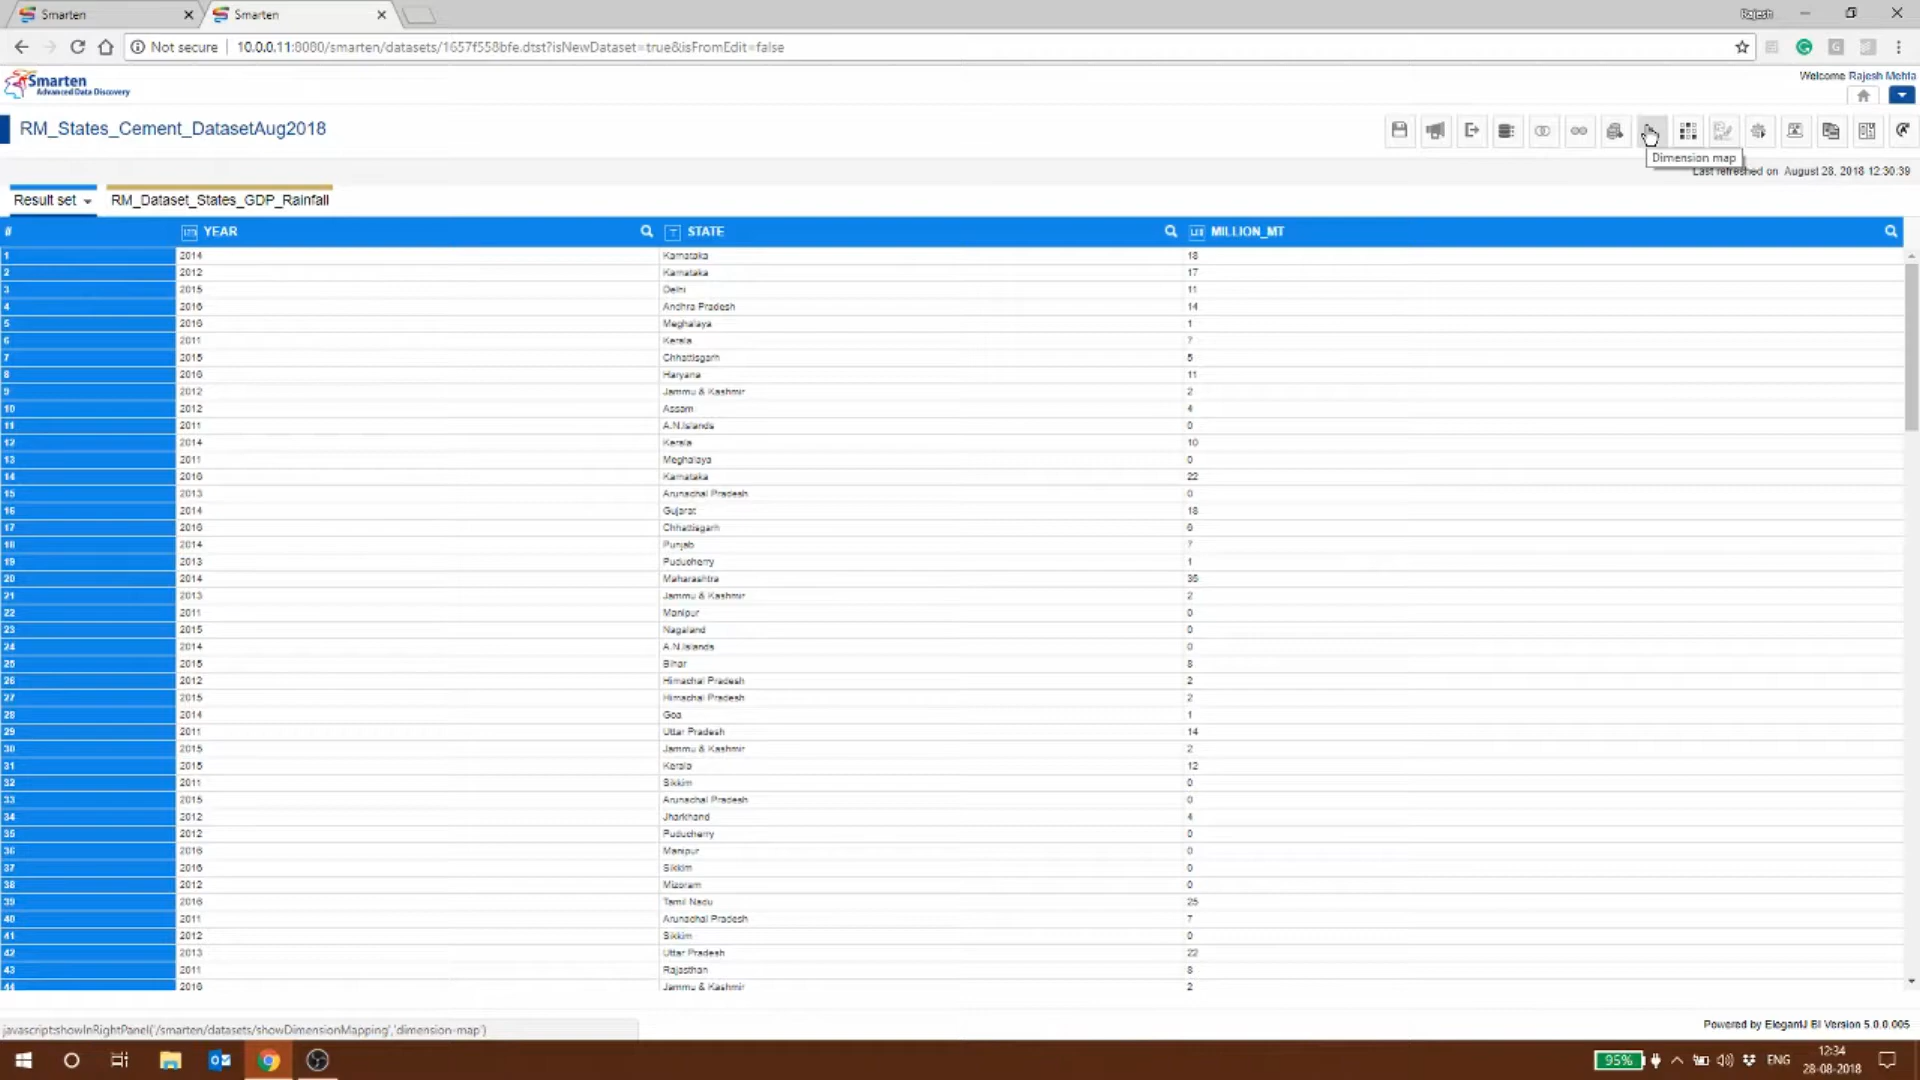 Smarten
Smarten
Rajesh
Not secure 10.0.0.11:8080/smarten/datasets/1657f558bfe.dtst?isNewDataset=true&isFromEdit=false
Smarten
Advanced Data Discovery
Welcome Rajesh Mehta
RM_States_Cement_DatasetAug2018
Dimension map
Last refreshed on August 28, 2018 12:30:39
Result set RM_Dataset_States_GDP_Rainfall
# YEAR STATE MILLION_MT
1 2014 Karnataka 18
2 2012 Karnataka 17
3 2015 Delhi 11
4 2016 Andhra Pradesh 14
5 2016 Meghalaya 1
6 2011 Kerala 7
7 2015 Chhattisgarh 5
8 2016 Haryana 11
9 2012 Jammu & Kashmir 2
10 2012 Assam 4
11 2011 A.N.Islands 0
12 2014 Kerala 10
13 2011 Meghalaya 0
14 2016 Karnataka 22
15 2013 Arunachal Pradesh 0
16 2014 Gujarat 18
17 2016 Chhattisgarh 6
18 2014 Punjab 7
19 2013 Puducherry 1
20 2014 Maharashtra 35
21 2013 Jammu & Kashmir 2
22 2011 Manipur 0
23 2015 Nagaland 0
24 2014 A.N.Islands 0
25 2015 Bihar 8
26 2012 Himachal Pradesh 2
27 2015 Himachal Pradesh 2
28 2014 Goa 1
29 2011 Uttar Pradesh 14
30 2015 Jammu & Kashmir 2
31 2015 Kerala 12
32 2011 Sikkim 0
33 2015 Arunachal Pradesh 0
34 2012 Jharkhand 4
35 2012 Puducherry 0
36 2016 Manipur 0
37 2016 Sikkim 0
38 2012 Mizoram 0
39 2016 Tamil Nadu 25
40 2011 Arunachal Pradesh 7
41 2012 Sikkim 0
42 2013 Uttar Pradesh 22
43 2011 Rajasthan 8
44 2016 Jammu & Kashmir 2
javascript:showInRightPanel('/smarten/datasets/showDimensionMapping','dimension-map')
Powered by ElegantJ BI Version 5.0.0.005
95% ENG 12:34
28-08-2018